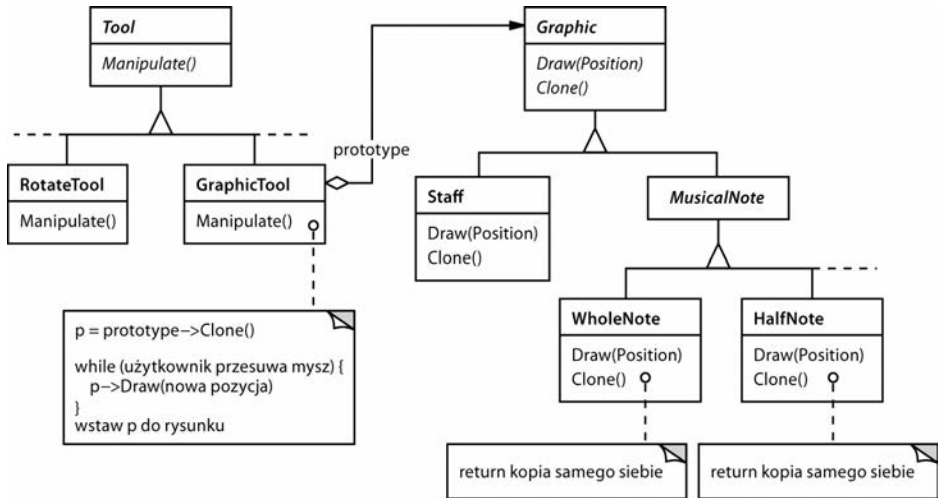 Tool
Manipulate()
RotateTool
Manipulate()
GraphicTool
Manipulate()
prototype
p = prototype–>Clone()
while (użytkownik przesuwa mysz) {
p–>Draw(nowa pozycja)
}
wstaw p do rysunku
Graphic
Draw(Position)
Clone()
Staff
Draw(Position)
Clone()
MusicalNote
WholeNote
Draw(Position)
Clone()
HalfNote
Draw(Position)
Clone()
return kopia samego siebie
return kopia samego siebie